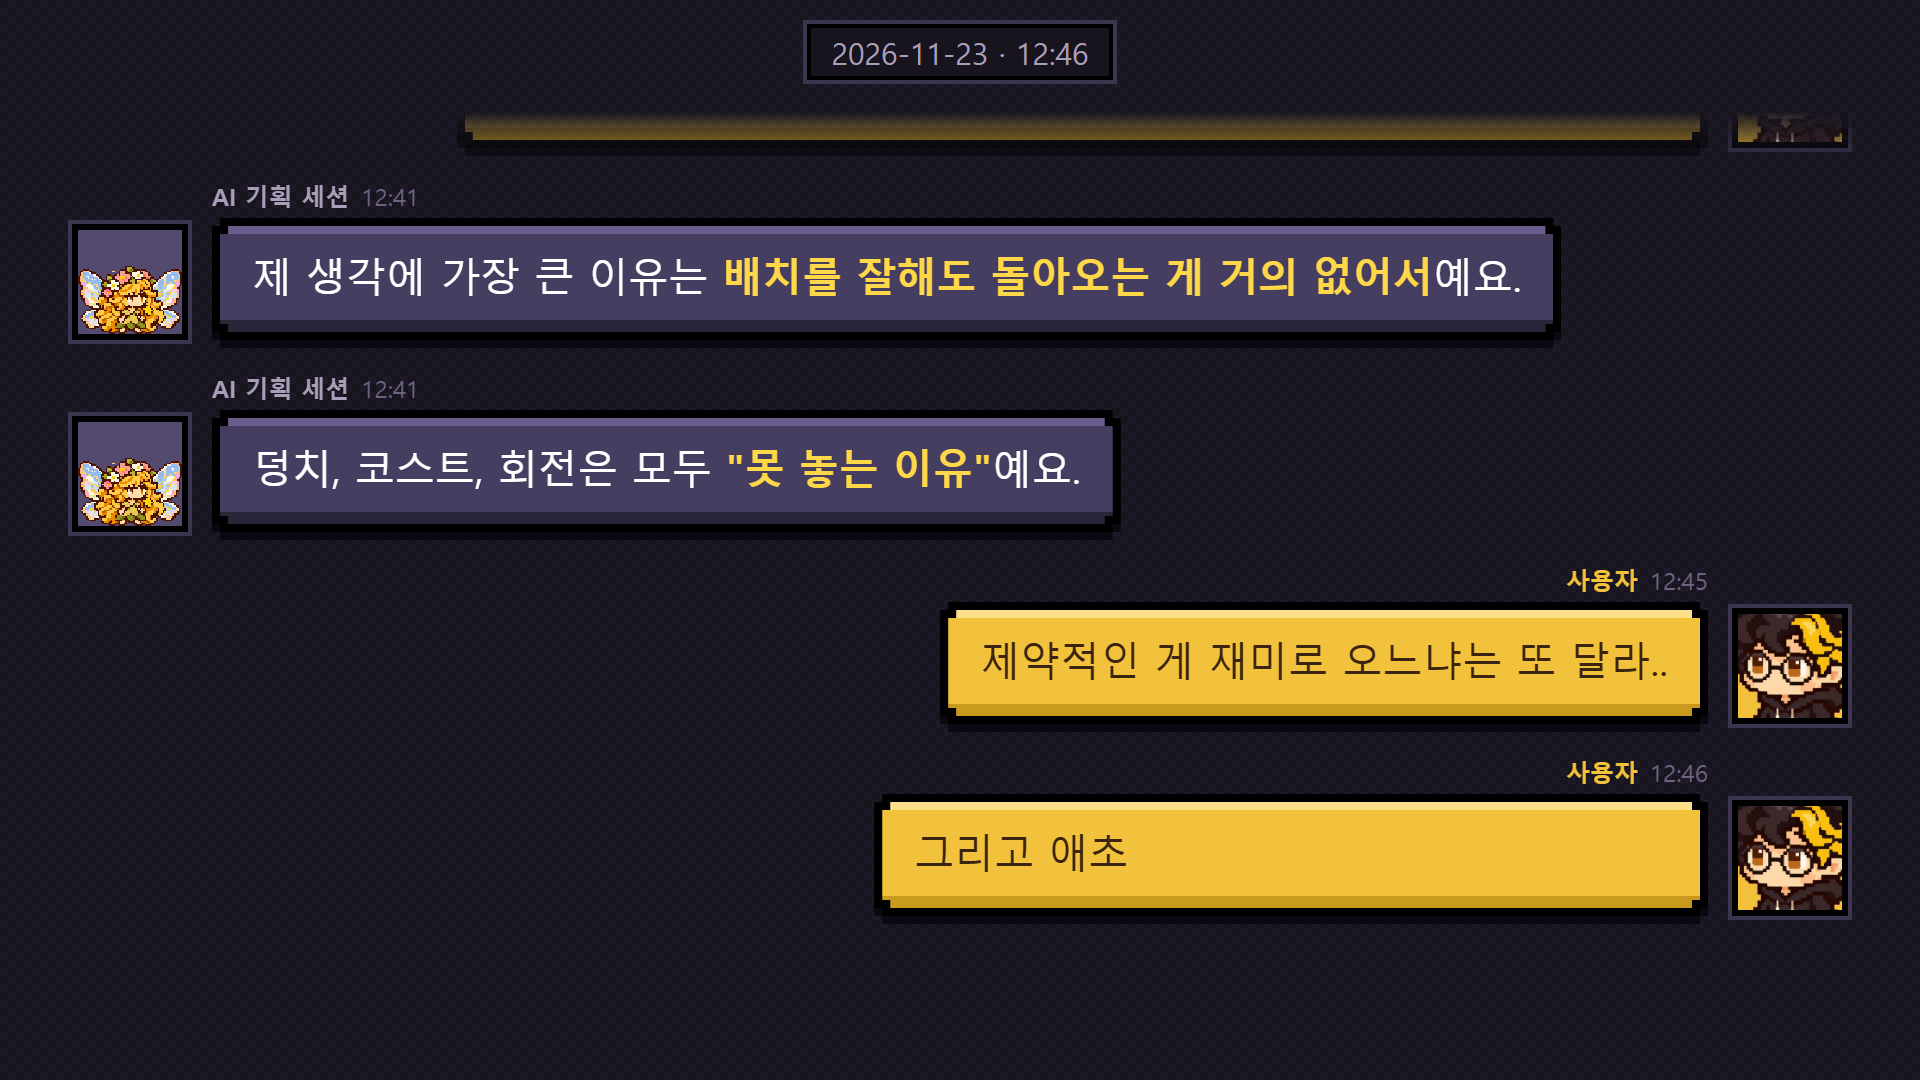 2026-11-23 · 12:46
AI 기획 세션 12:41
제 생각에 가장 큰 이유는 배치를 잘해도 돌아오는 게 거의 없어서예요.
AI 기획 세션 12:41
덩치, 코스트, 회전은 모두 "못 놓는 이유"예요.
사용자 12:45
제약적인 게 재미로 오느냐는 또 달라..
사용자 12:46
그리고 애초